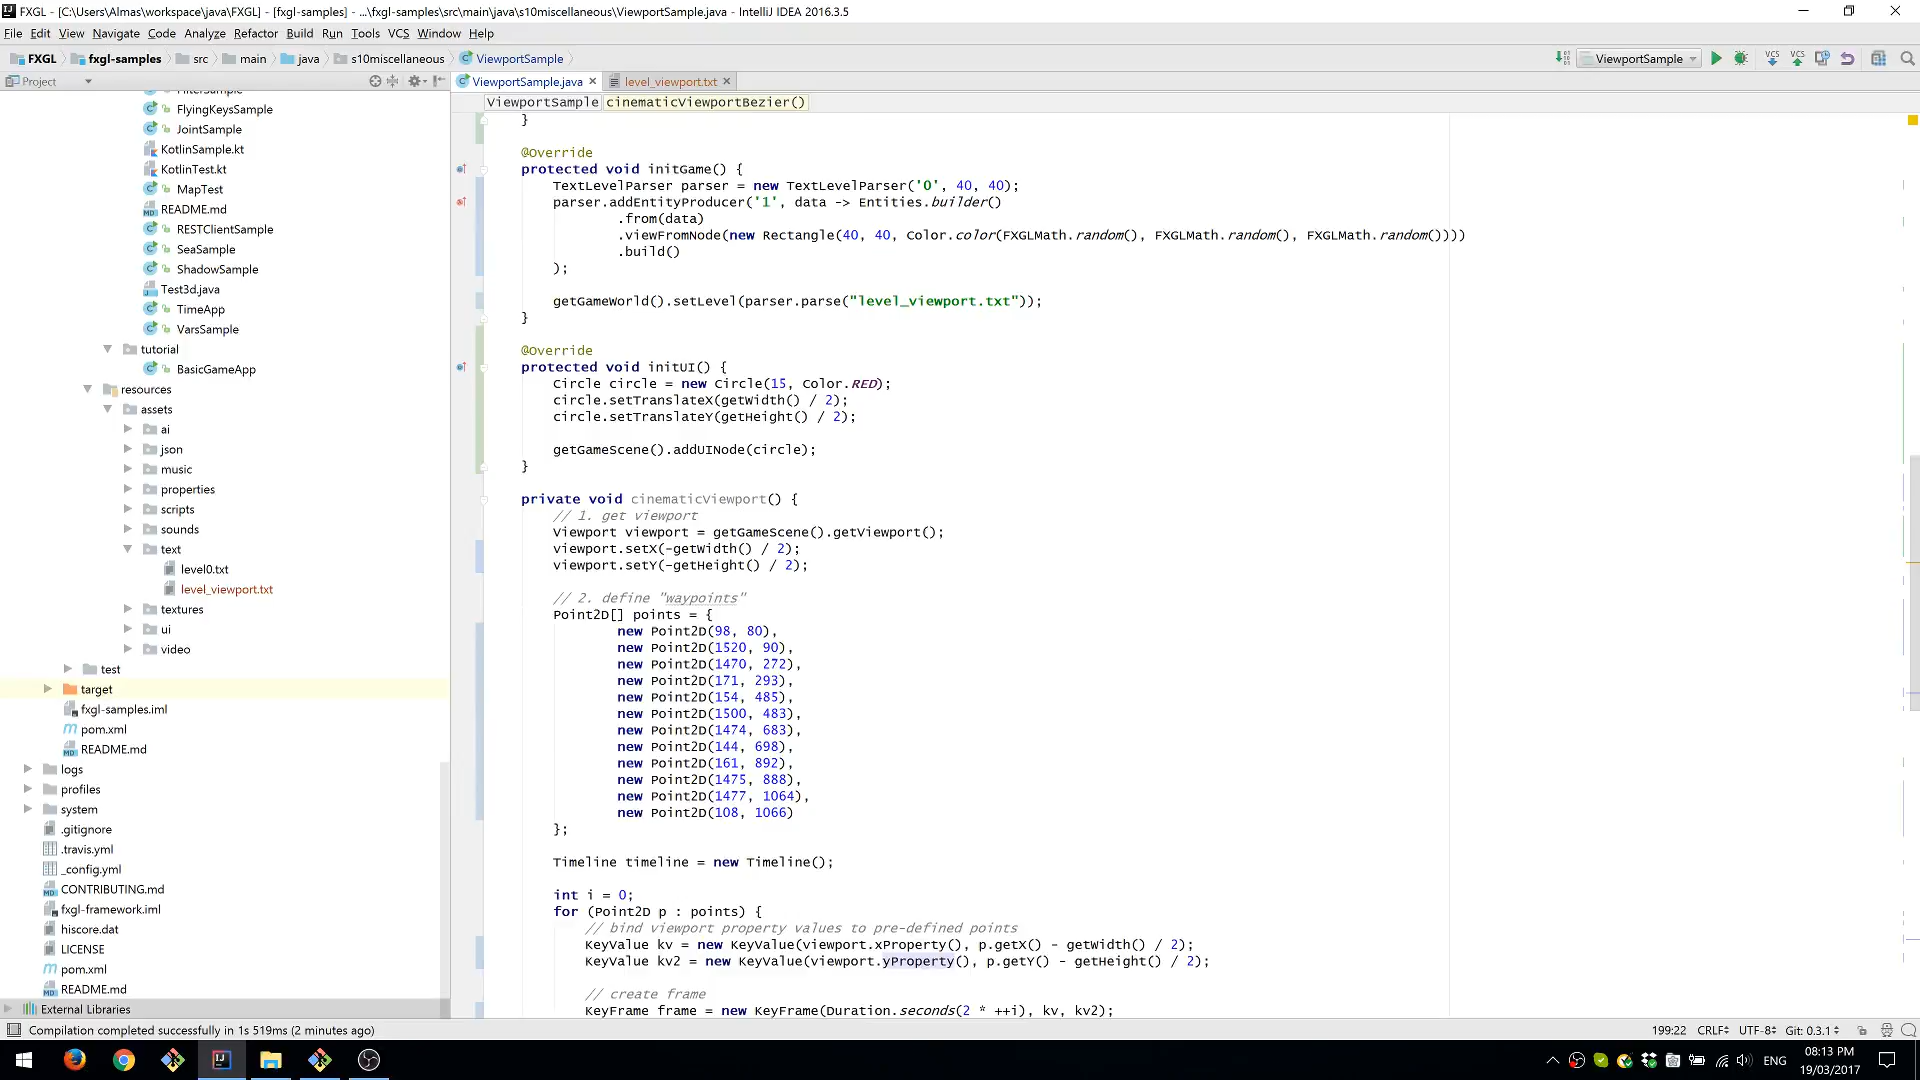 FXGL - [C:\Users\Almas\workspace\java\FXGL] - [fxgl-samples] - ...\fxgl-samples\src\main\java\s10miscellaneous\ViewportSample.java - IntelliJ IDEA 2016.3.5
File Edit View Navigate Code Analyze Refactor Build Run Tools VCS Window Help
FXGL fxgl-samples src main java s10miscellaneous ViewportSample
ViewportSample
Project
ViewportSample.java level_viewport.txt
ViewportSample cinematicViewportBezier()
FilterSample
FlyingKeysSample
JointSample
KotlinSample.kt
KotlinTest.kt
MapTest
README.md
RESTClientSample
SeaSample
ShadowSample
Test3d.java
TimeApp
VarsSample
tutorial
BasicGameApp
resources
assets
ai
json
music
properties
scripts
sounds
text
level0.txt
level_viewport.txt
textures
ui
video
test
target
fxgl-samples.iml
pom.xml
README.md
logs
profiles
system
.gitignore
.travis.yml
_config.yml
CONTRIBUTING.md
fxgl-framework.iml
hiscore.dat
LICENSE
pom.xml
README.md
External Libraries
}
@Override
protected void initGame() {
TextLevelParser parser = new TextLevelParser('0', 40, 40);
parser.addEntityProducer('1', data -> Entities.builder()
.from(data)
.viewFromNode(new Rectangle(40, 40, Color.color(FXGLMath.random(), FXGLMath.random(), FXGLMath.random())))
.build()
);
getGameWorld().setLevel(parser.parse("level_viewport.txt"));
}
@Override
protected void initUI() {
Circle circle = new Circle(15, Color.RED);
circle.setTranslateX(getWidth() / 2);
circle.setTranslateY(getHeight() / 2);
getGameScene().addUINode(circle);
}
private void cinematicViewport() {
// 1. get viewport
Viewport viewport = getGameScene().getViewport();
viewport.setX(-getWidth() / 2);
viewport.setY(-getHeight() / 2);
// 2. define "waypoints"
Point2D[] points = {
new Point2D(98, 80),
new Point2D(1520, 90),
new Point2D(1470, 272),
new Point2D(171, 293),
new Point2D(154, 485),
new Point2D(1500, 483),
new Point2D(1474, 683),
new Point2D(144, 698),
new Point2D(161, 892),
new Point2D(1475, 888),
new Point2D(1477, 1064),
new Point2D(108, 1066)
};
Timeline timeline = new Timeline();
int i = 0;
for (Point2D p : points) {
// bind viewport property values to pre-defined points
KeyValue kv = new KeyValue(viewport.xProperty(), p.getX() - getWidth() / 2);
KeyValue kv2 = new KeyValue(viewport.yProperty(), p.getY() - getHeight() / 2);
// create frame
KeyFrame frame = new KeyFrame(Duration.seconds(2 * ++i), kv, kv2);
Compilation completed successfully in 1s 519ms (2 minutes ago)
199:22 CRLF UTF-8 Git: 0.3.1
ENG
08:13 PM
19/03/2017